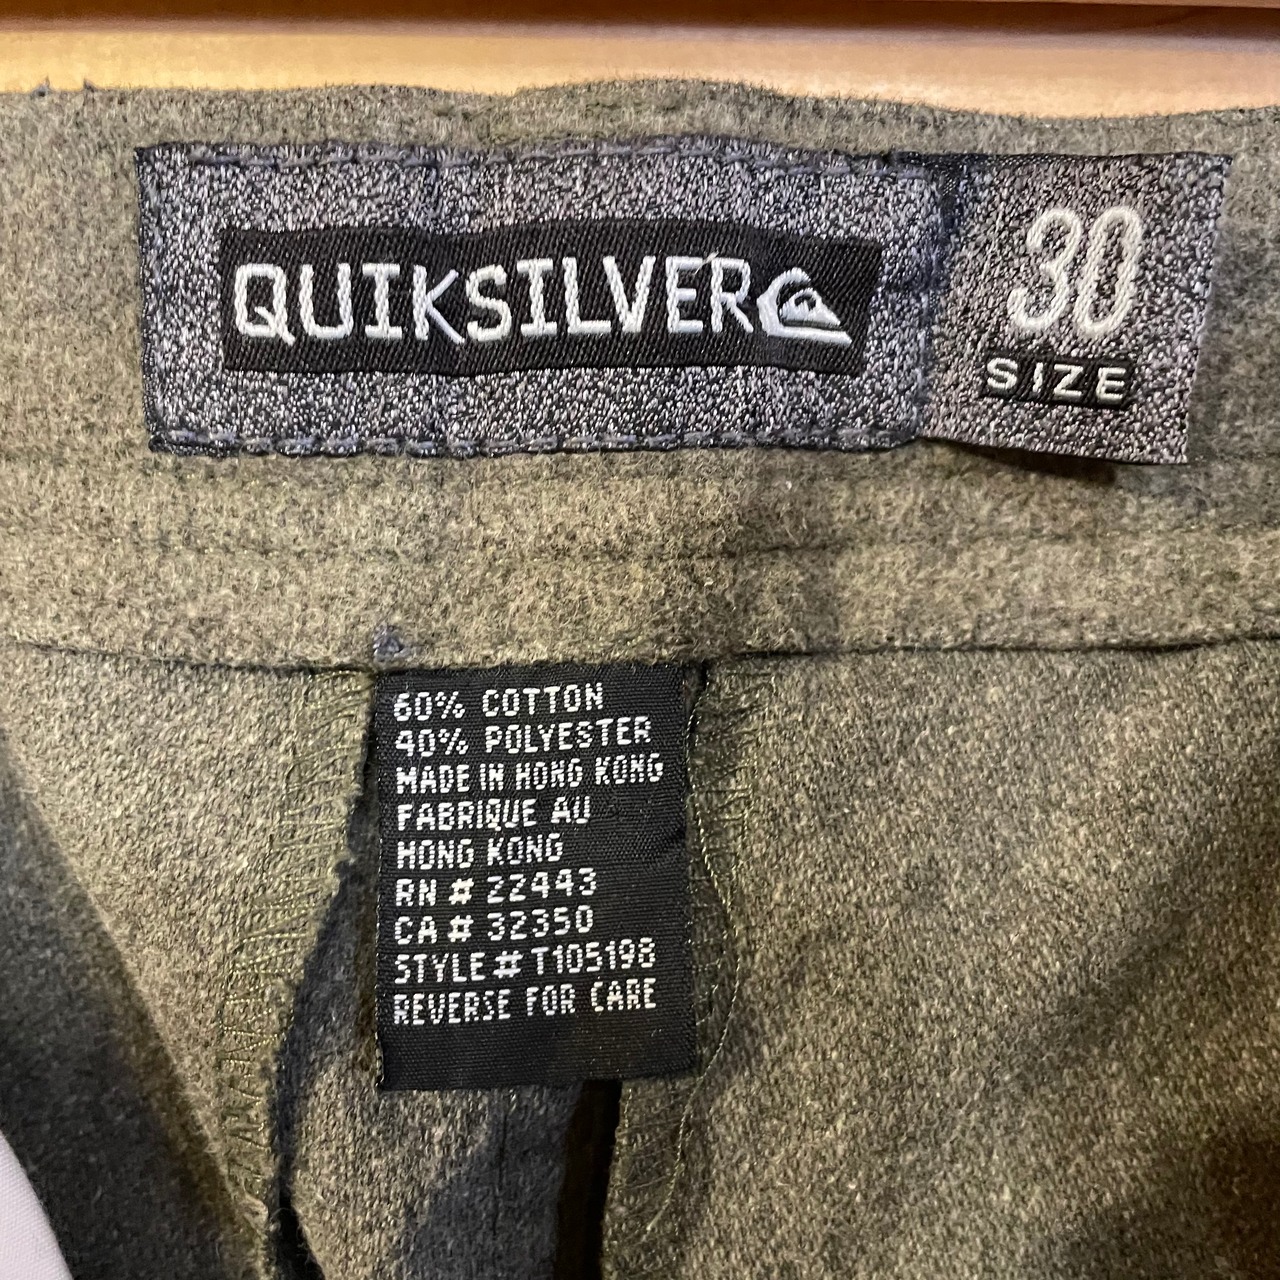 QUIKSILVER
30
SIZE
60% COTTON
40% POLYESTER
MADE IN HONG KONG
FABRIQUE AU
HONG KONG
RN # 22443
CA # 32350
STYLE # T105198
REVERSE FOR CARE